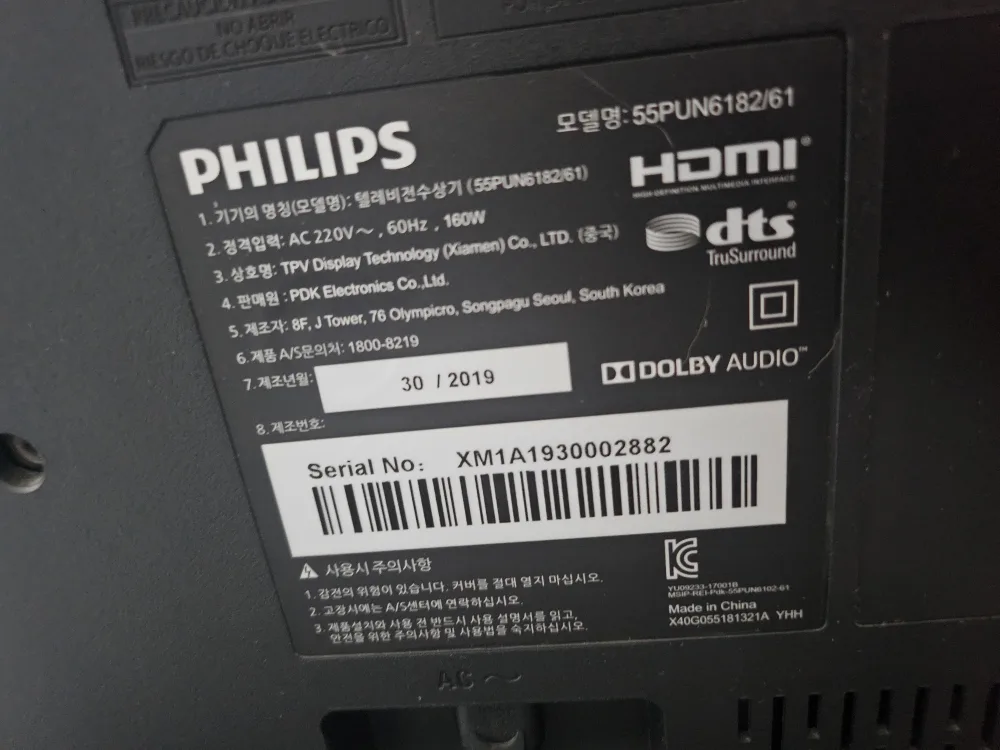 NO ABRIR
RIESGO DE CHOQUE ELECTRICO
PHILIPS
모델명: 55PUN6182/61
1. 기기의 명칭(모델명): 텔레비전수상기 (55PUN6182/61)
HDMI
HIGH-DEFINITION MULTIMEDIA INTERFACE
2. 정격입력: AC 220V～ , 60Hz , 160W
3. 상호명: TPV Display Technology (Xiamen) Co., LTD. (중국)
dts
TruSurround
4. 판매원 : PDK Electronics Co.,Ltd.
5. 제조자: 8F, J Tower, 76 Olympicro, Songpagu Seoul, South Korea
6. 제품 A/S문의처: 1800-8219
7. 제조년월: 30 / 2019
DOLBY AUDIO™
8. 제조번호:
Serial No: XM1A1930002882
사용시 주의사항
1. 감전의 위험이 있습니다. 커버를 절대 열지 마십시오.
2. 고장시에는 A/S센터에 연락하십시오.
3. 제품설치와 사용 전 반드시 사용 설명서를 읽고,
안전을 위한 주의사항 및 사용법을 숙지하십시오.
YU09233-17001B
MSIP-REI-Pdk-55PUN6102-61
Made in China
X40G055181321A YHH
AC ～